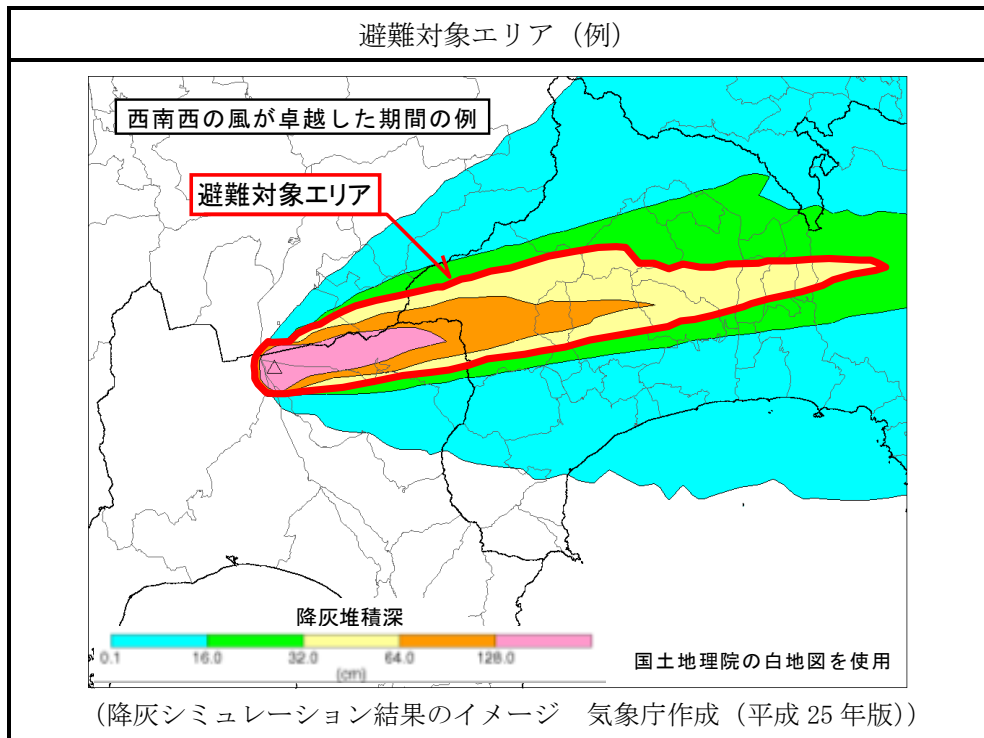 避難対象エリア（例）
西南西の風が卓越した期間の例
避難対象エリア
降灰堆積深
0.1 16.0 32.0 64.0 128.0
(cm)
国土地理院の白地図を使用
（降灰シミュレーション結果のイメージ　気象庁作成（平成 25 年版））